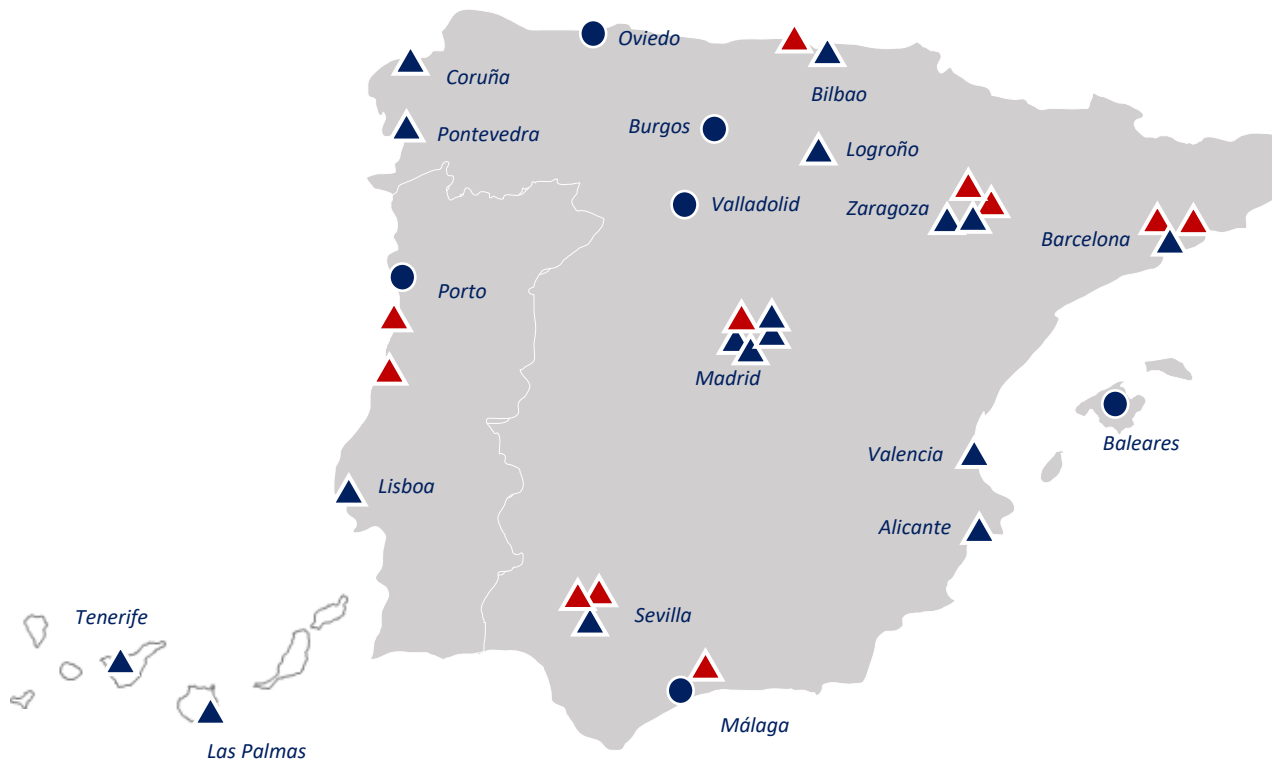 Oviedo
Coruña
Bilbao
Burgos
Pontevedra
Logroño
Valladolid
Zaragoza
Barcelona
Porto
Madrid
Baleares
Valencia
Lisboa
Alicante
Tenerife
Sevilla
Málaga
Las Palmas